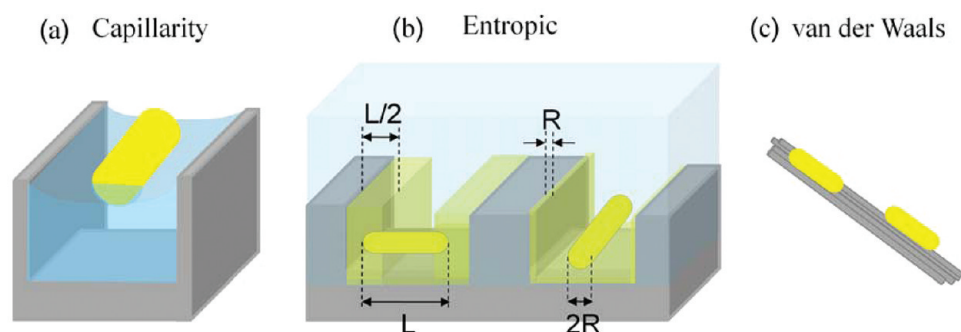 (a) Capillarity
(b) Entropic
(c) van der Waals
L/2
R
L
2R